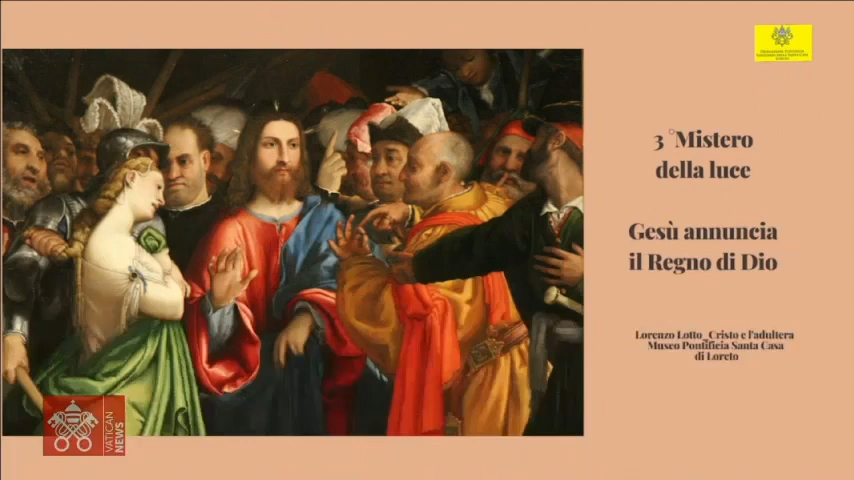 3 °Mistero
della luce
Gesù annuncia
il Regno di Dio
Lorenzo Lotto_Cristo e l'adultera
Museo Pontificia Santa Casa
di Loreto
VATICAN
NEWS